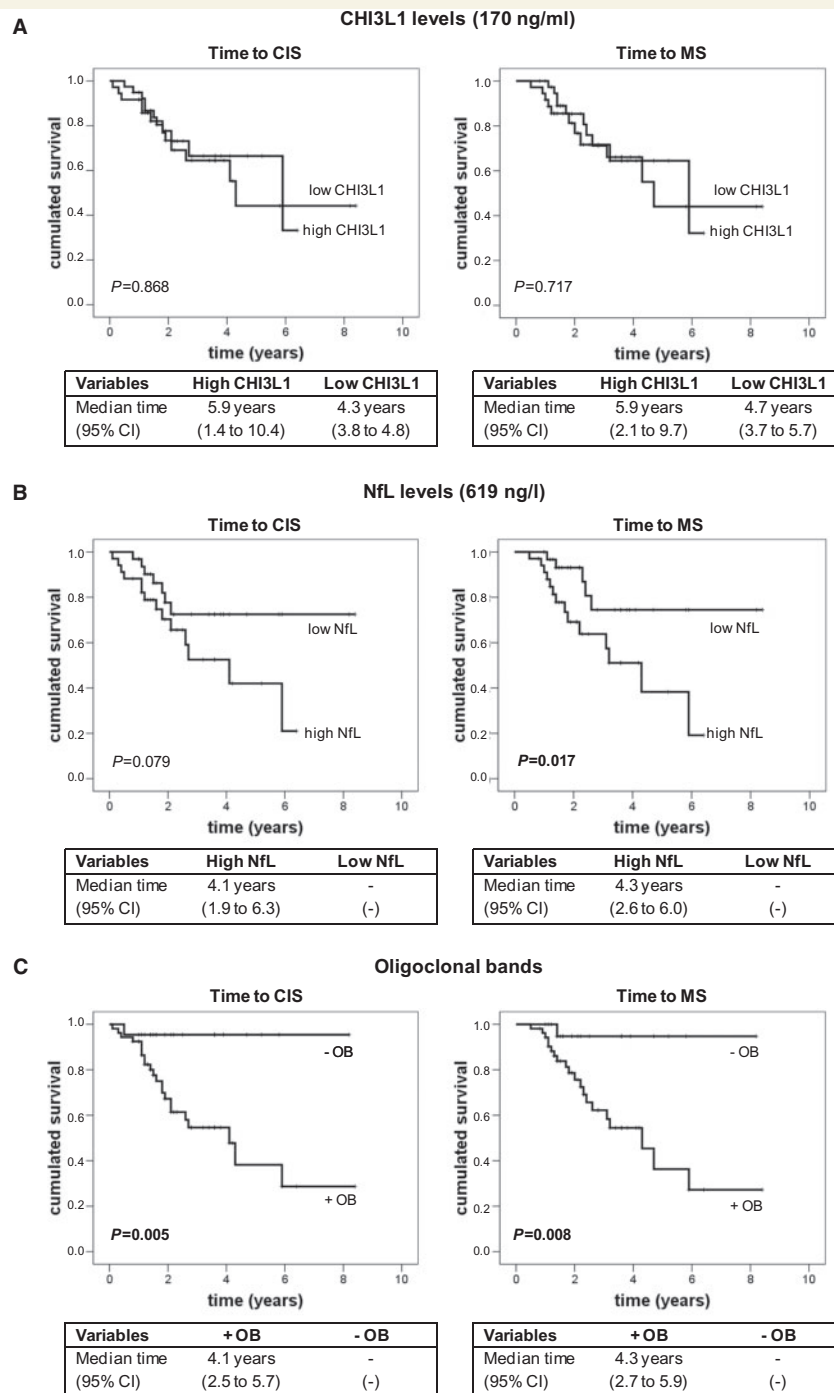 A
CHI3L1 levels (170 ng/ml)
Time to CIS
cumulated survival
1.0
0.8
0.6
0.4
0.2
0.0
low CHI3L1
high CHI3L1
P=0.868
0 2 4 6 8 10
time (years)
Variables High CHI3L1 Low CHI3L1
Median time 5.9 years 4.3 years
(95% CI) (1.4 to 10.4) (3.8 to 4.8)
Time to MS
cumulated survival
1.0
0.8
0.6
0.4
0.2
0.0
low CHI3L1
high CHI3L1
P=0.717
0 2 4 6 8 10
time (years)
Variables High CHI3L1 Low CHI3L1
Median time 5.9 years 4.7 years
(95% CI) (2.1 to 9.7) (3.7 to 5.7)
B
NfL levels (619 ng/l)
Time to CIS
cumulated survival
1.0
0.8
0.6
0.4
0.2
0.0
low NfL
high NfL
P=0.079
0 2 4 6 8 10
time (years)
Variables High NfL Low NfL
Median time 4.1 years -
(95% CI) (1.9 to 6.3) (-)
Time to MS
cumulated survival
1.0
0.8
0.6
0.4
0.2
0.0
low NfL
high NfL
P=0.017
0 2 4 6 8 10
time (years)
Variables High NfL Low NfL
Median time 4.3 years -
(95% CI) (2.6 to 6.0) (-)
C
Oligoclonal bands
Time to CIS
cumulated survival
1.0
0.8
0.6
0.4
0.2
0.0
- OB
+ OB
P=0.005
0 2 4 6 8 10
time (years)
Variables + OB - OB
Median time 4.1 years -
(95% CI) (2.5 to 5.7) (-)
Time to MS
cumulated survival
1.0
0.8
0.6
0.4
0.2
0.0
- OB
+ OB
P=0.008
0 2 4 6 8 10
time (years)
Variables + OB - OB
Median time 4.3 years -
(95% CI) (2.7 to 5.9) (-)